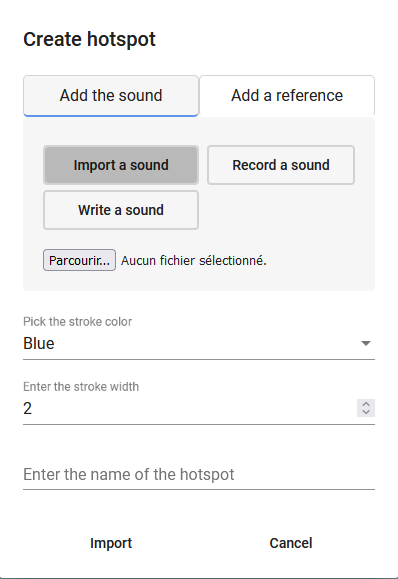 Create hotspot
Add the sound
Add a reference
Import a sound
Record a sound
Write a sound
Parcourir... Aucun fichier sélectionné.
Pick the stroke color
Blue
Enter the stroke width
2
Enter the name of the hotspot
Import
Cancel